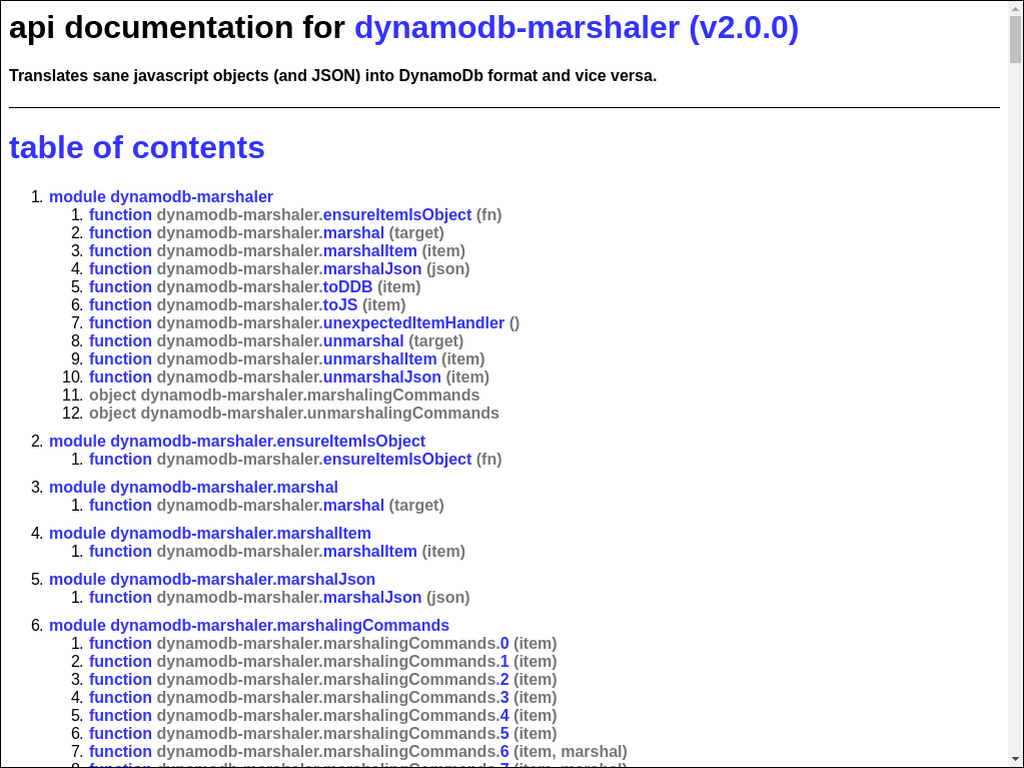 api documentation for dynamodb-marshaler (v2.0.0)
Translates sane javascript objects (and JSON) into DynamoDb format and vice versa.
table of contents
1. module dynamodb-marshaler
1. function dynamodb-marshaler.ensureItemIsObject (fn)
2. function dynamodb-marshaler.marshal (target)
3. function dynamodb-marshaler.marshalItem (item)
4. function dynamodb-marshaler.marshalJson (json)
5. function dynamodb-marshaler.toDDB (item)
6. function dynamodb-marshaler.toJS (item)
7. function dynamodb-marshaler.unexpectedItemHandler ()
8. function dynamodb-marshaler.unmarshal (target)
9. function dynamodb-marshaler.unmarshalItem (item)
10. function dynamodb-marshaler.unmarshalJson (item)
11. object dynamodb-marshaler.marshalingCommands
12. object dynamodb-marshaler.unmarshalingCommands
2. module dynamodb-marshaler.ensureItemIsObject
1. function dynamodb-marshaler.ensureItemIsObject (fn)
3. module dynamodb-marshaler.marshal
1. function dynamodb-marshaler.marshal (target)
4. module dynamodb-marshaler.marshalItem
1. function dynamodb-marshaler.marshalItem (item)
5. module dynamodb-marshaler.marshalJson
1. function dynamodb-marshaler.marshalJson (json)
6. module dynamodb-marshaler.marshalingCommands
1. function dynamodb-marshaler.marshalingCommands.0 (item)
2. function dynamodb-marshaler.marshalingCommands.1 (item)
3. function dynamodb-marshaler.marshalingCommands.2 (item)
4. function dynamodb-marshaler.marshalingCommands.3 (item)
5. function dynamodb-marshaler.marshalingCommands.4 (item)
6. function dynamodb-marshaler.marshalingCommands.5 (item)
7. function dynamodb-marshaler.marshalingCommands.6 (item, marshal)
8. function dynamodb-marshaler.marshalingCommands.7 (item, marshal)